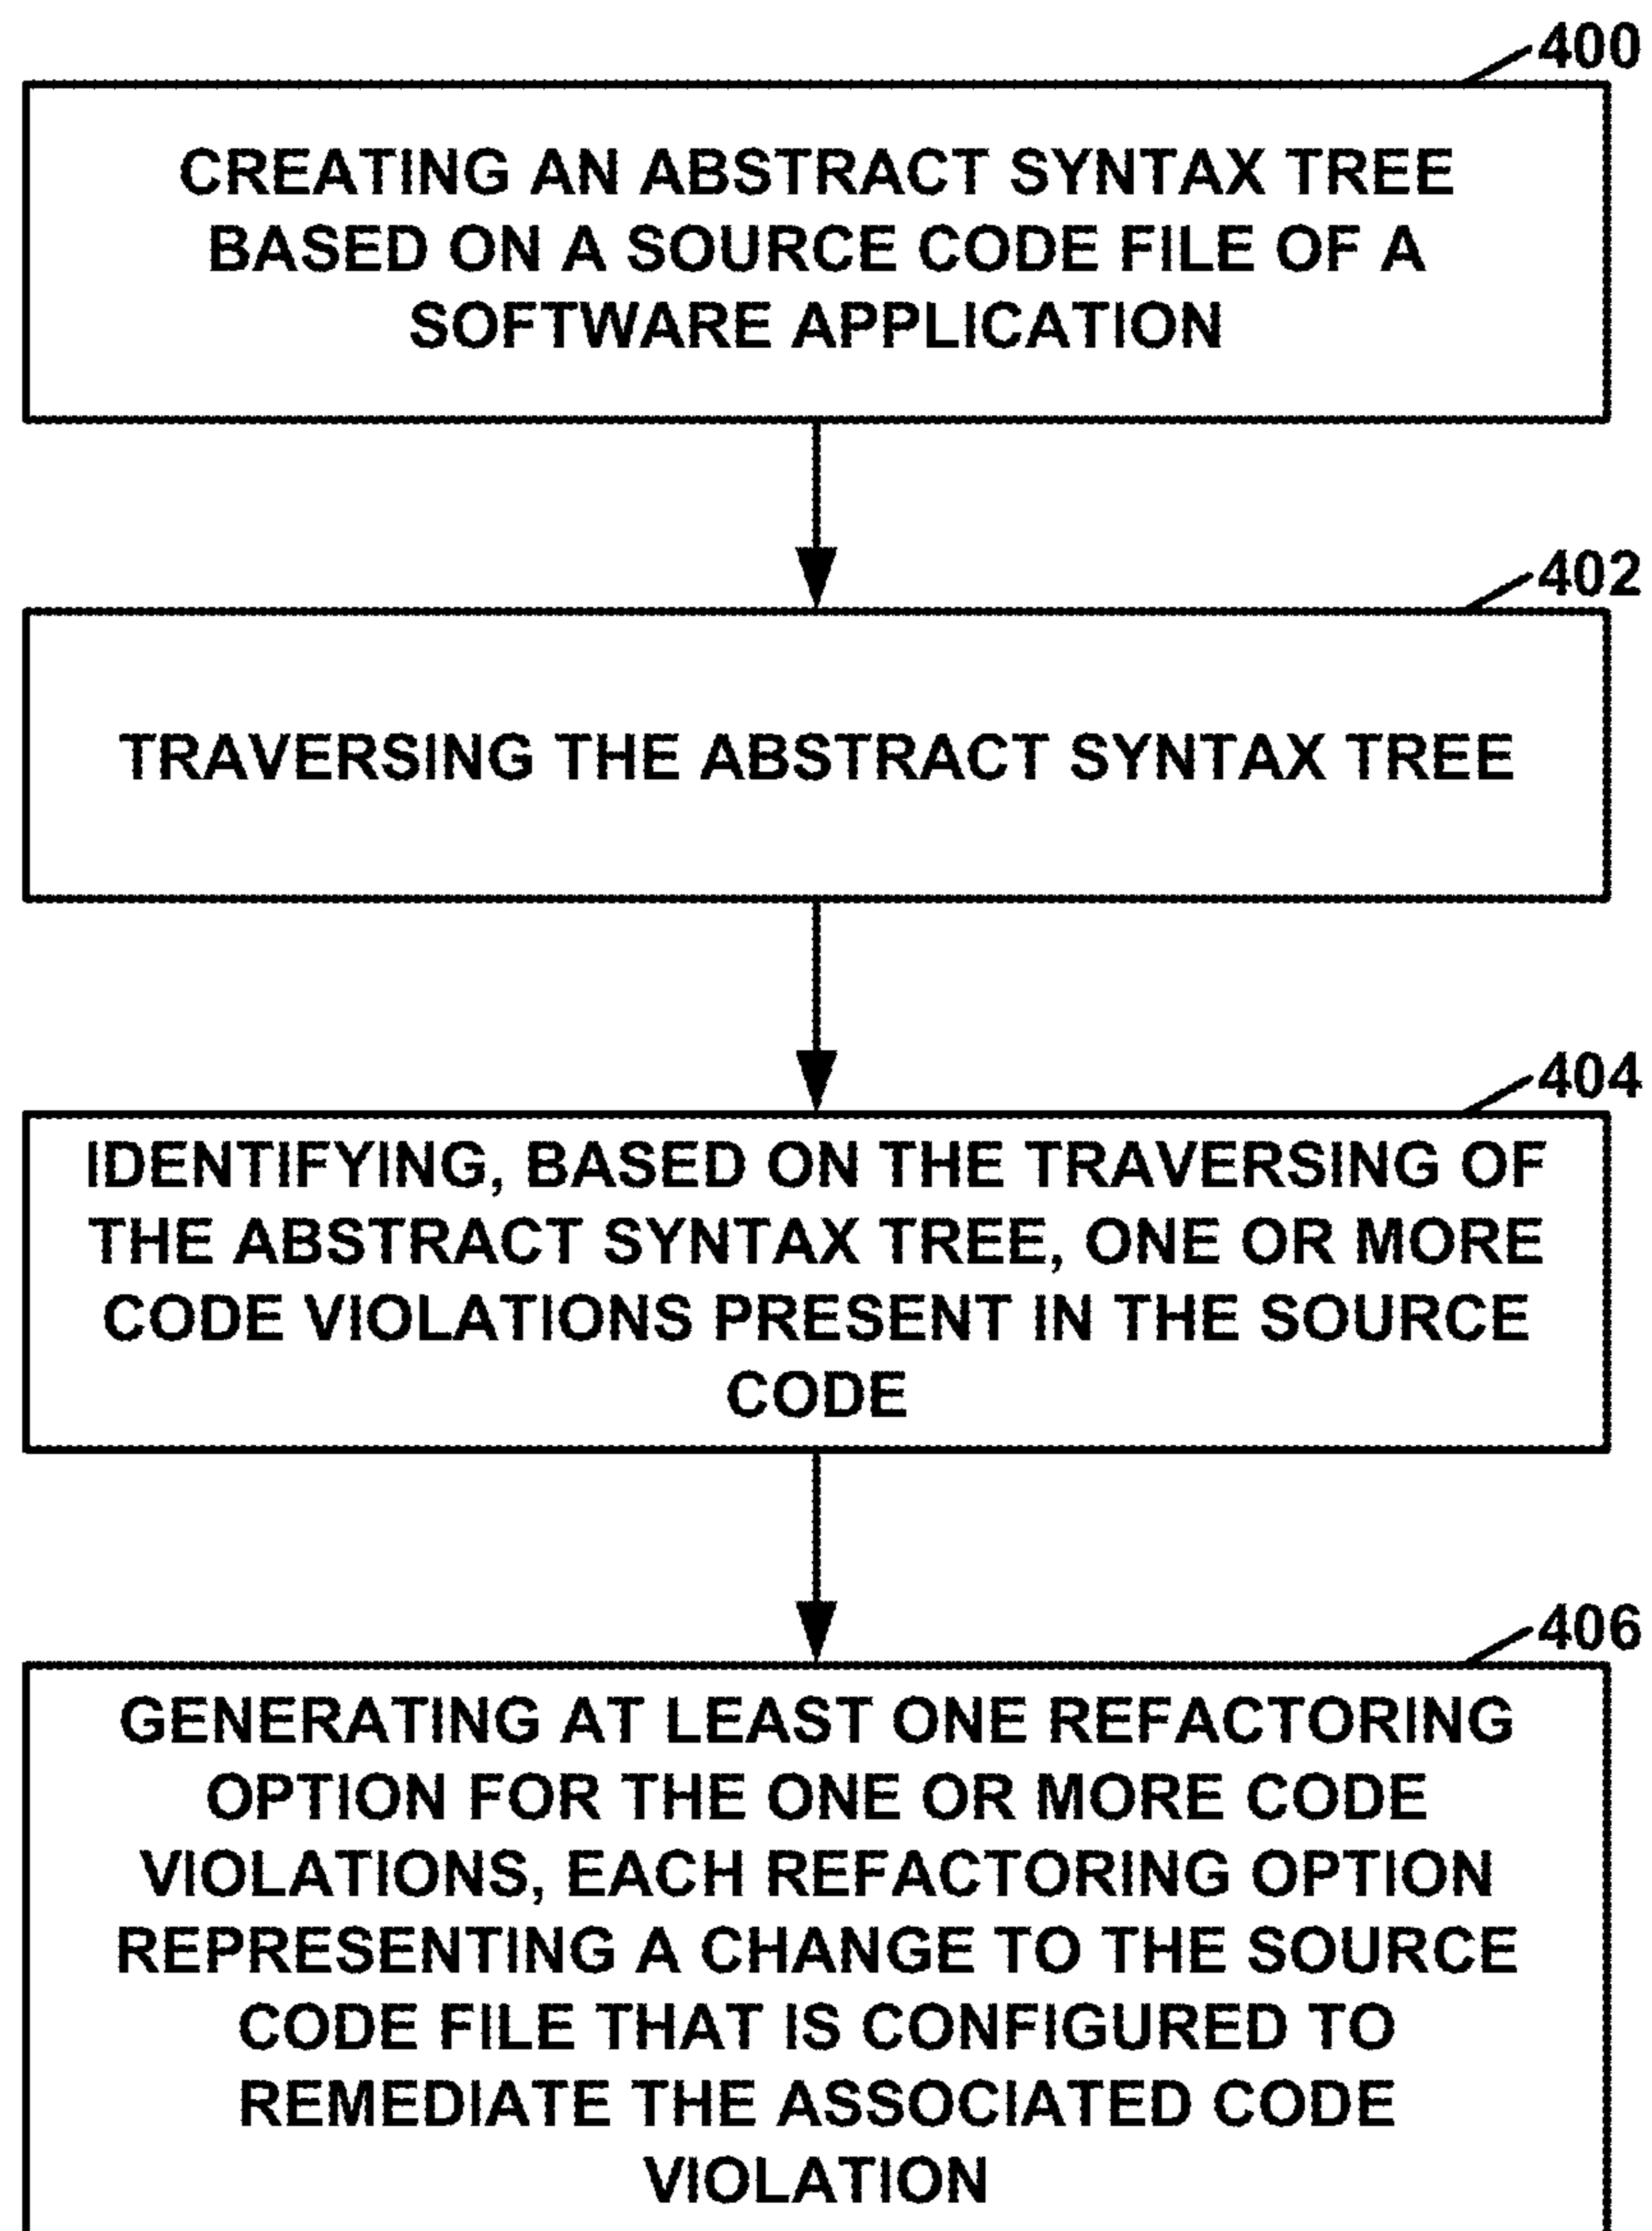 400
CREATING AN ABSTRACT SYNTAX TREE
BASED ON A SOURCE CODE FILE OF A
SOFTWARE APPLICATION
402
TRAVERSING THE ABSTRACT SYNTAX TREE
404
IDENTIFYING, BASED ON THE TRAVERSING OF
THE ABSTRACT SYNTAX TREE, ONE OR MORE
CODE VIOLATIONS PRESENT IN THE SOURCE
CODE
406
GENERATING AT LEAST ONE REFACTORING
OPTION FOR THE ONE OR MORE CODE
VIOLATIONS, EACH REFACTORING OPTION
REPRESENTING A CHANGE TO THE SOURCE
CODE FILE THAT IS CONFIGURED TO
REMEDIATE THE ASSOCIATED CODE
VIOLATION